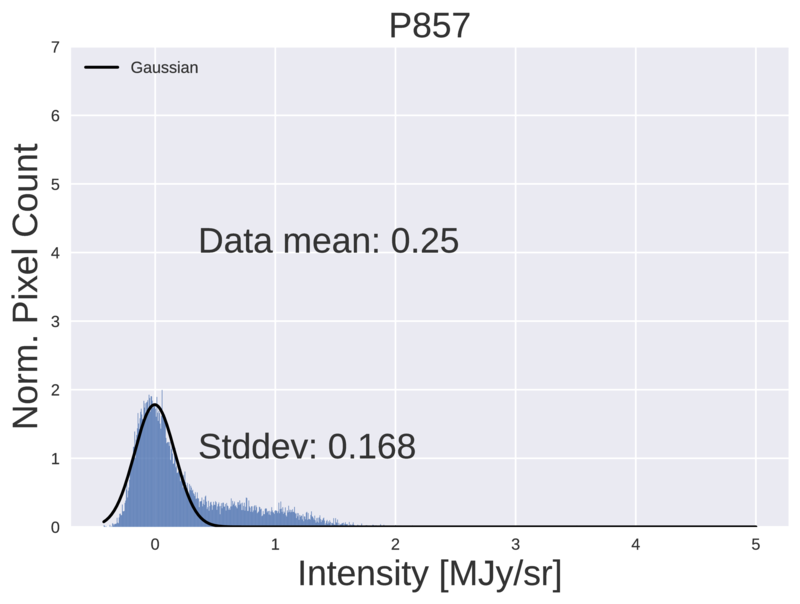 P857
Gaussian
Norm. Pixel Count
7
6
5
4
3
2
1
0
Data mean: 0.25
Stddev: 0.168
0 1 2 3 4 5
Intensity [MJy/sr]